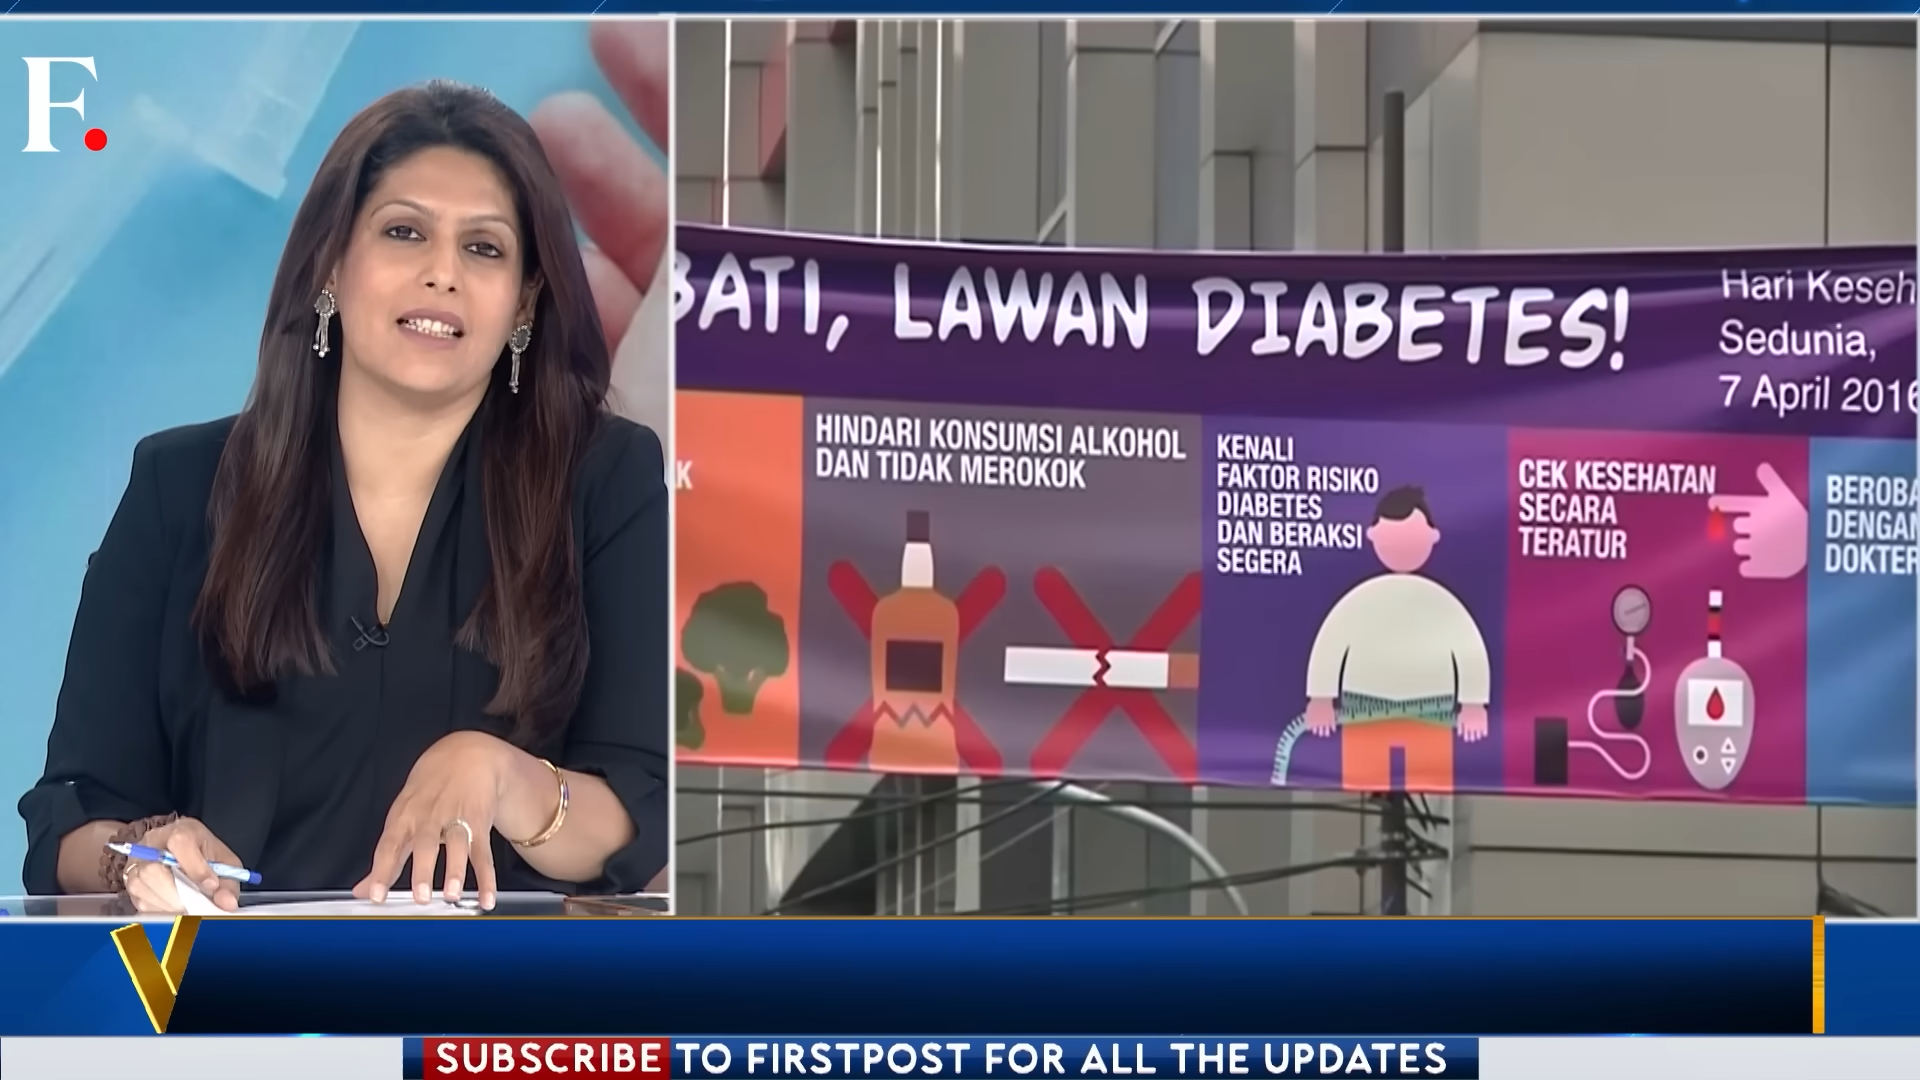 F.
BATI, LAWAN DIABETES!
Hari Keseh
Sedunia,
7 April 2016
K
HINDARI KONSUMSI ALKOHOL
DAN TIDAK MEROKOK
KENALI
FAKTOR RISIKO
DIABETES
DAN BERAKSI
SEGERA
CEK KESEHATAN
SECARA
TERATUR
BEROBA
DENGAN
DOKTER
V
SUBSCRIBE TO FIRSTPOST FOR ALL THE UPDATES